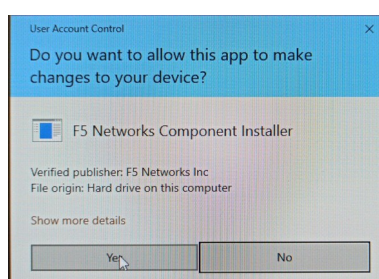 User Account Control
Do you want to allow this app to make
changes to your device?
F5 Networks Component Installer
Verified publisher: F5 Networks Inc
File origin: Hard drive on this computer
Show more details
Yes
No